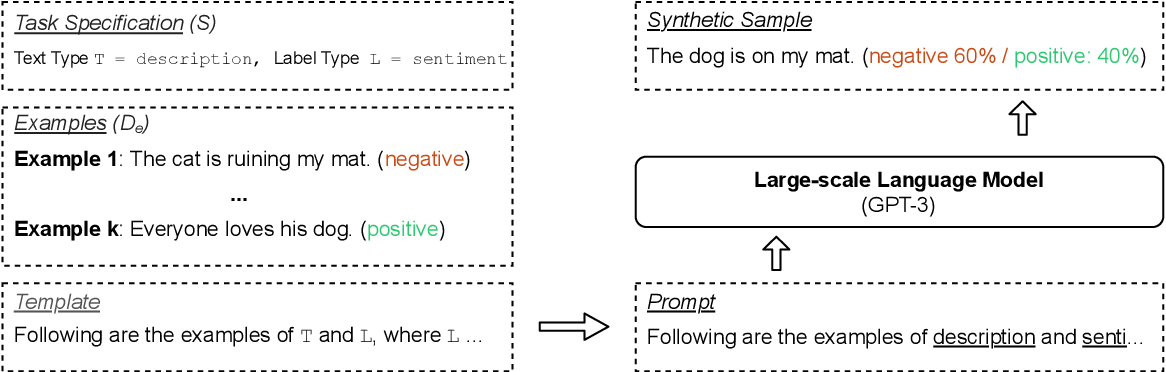 Task Specification (S)
Text Type T = description, Label Type L = sentiment
Examples (Dₑ)
Example 1: The cat is ruining my mat. (negative)
...
Example k: Everyone loves his dog. (positive)
Template
Following are the examples of T and L, where L ...
Synthetic Sample
The dog is on my mat. (negative 60% / positive: 40%)
Large-scale Language Model
(GPT-3)
Prompt
Following are the examples of description and senti...